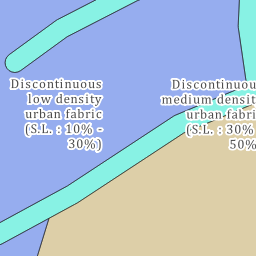 Discontinuous
low density
urban fabric
(S.L. : 10% -
30%)
Discontinuou
medium densit
urban fabri
(S.L. : 30%
50%